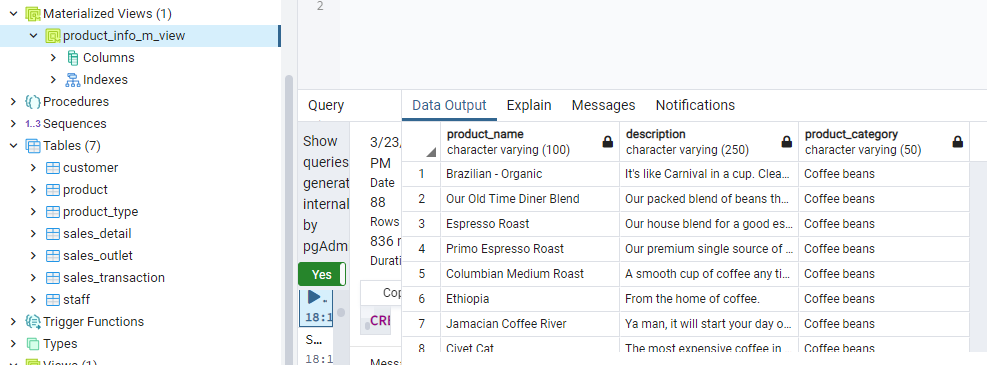 Materialized Views (1)
product_info_m_view
Columns
Indexes
Procedures
1..3 Sequences
Tables (7)
customer
product
product_type
sales_detail
sales_outlet
sales_transaction
staff
Trigger Functions
Types
Views (1)
2
Query
Show
queries
generat
internal
by
pgAdm
Yes
18:1
S...
18:1
3/23,
PM
Date
88
Rows
836 r
Durati
Cop
CRE
Messa
Data Output Explain Messages Notifications
product_name description product_category
character varying (100) character varying (250) character varying (50)
1 Brazilian - Organic It's like Carnival in a cup. Clea... Coffee beans
2 Our Old Time Diner Blend Our packed blend of beans th... Coffee beans
3 Espresso Roast Our house blend for a good es... Coffee beans
4 Primo Espresso Roast Our premium single source of ... Coffee beans
5 Columbian Medium Roast A smooth cup of coffee any ti... Coffee beans
6 Ethiopia From the home of coffee. Coffee beans
7 Jamacian Coffee River Ya man, it will start your day o... Coffee beans
8 Civet Cat The most expensive coffee in Coffee beans